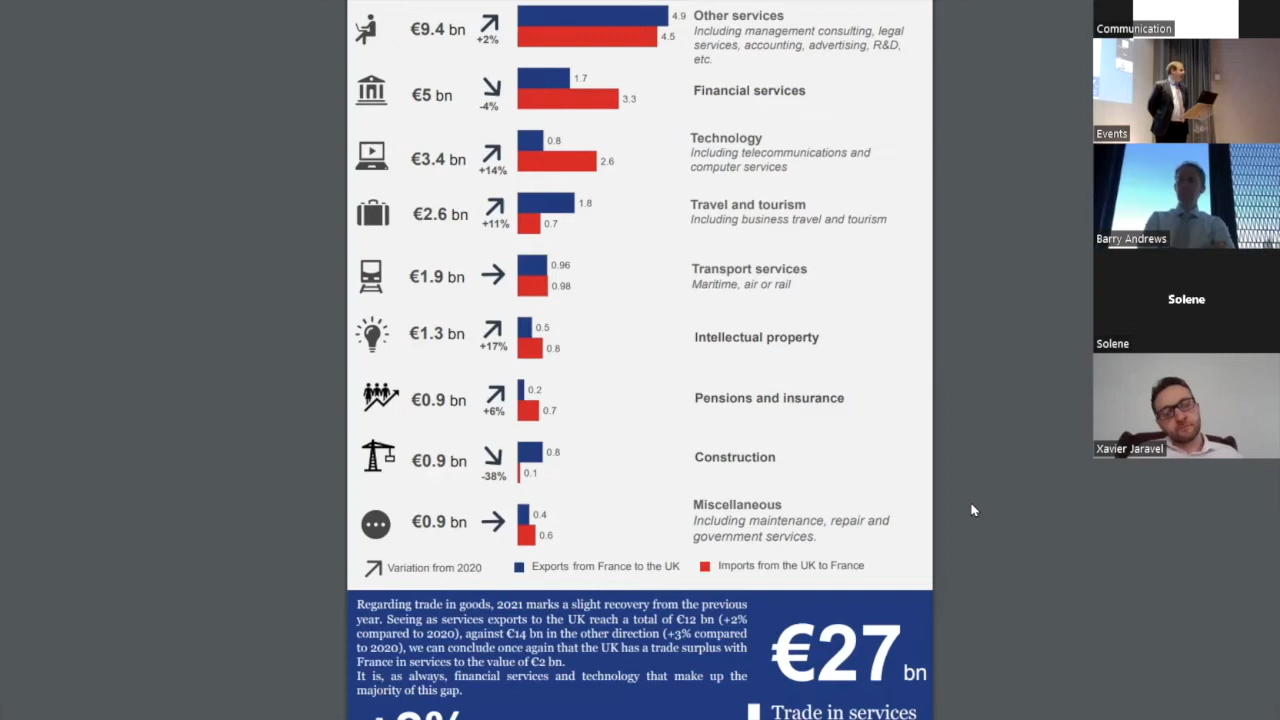 €9.4 bn
+2%
4.9
4.5
Other services
Including management consulting, legal
services, accounting, advertising, R&D,
etc.
€5 bn
-4%
1.7
3.3
Financial services
€3.4 bn
+14%
0.8
2.6
Technology
Including telecommunications and
computer services
€2.6 bn
+11%
1.8
0.7
Travel and tourism
Including business travel and tourism
€1.9 bn
0.96
0.98
Transport services
Maritime, air or rail
€1.3 bn
+17%
0.5
0.8
Intellectual property
€0.9 bn
+6%
0.2
0.7
Pensions and insurance
€0.9 bn
-38%
0.8
0.1
Construction
€0.9 bn
0.4
0.6
Miscellaneous
Including maintenance, repair and
government services.
Variation from 2020
Exports from France to the UK
Imports from the UK to France
Regarding trade in goods, 2021 marks a slight recovery from the previous
year. Seeing as services exports to the UK reach a total of €12 bn (+2%
compared to 2020), against €14 bn in the other direction (+3% compared
to 2020), we can conclude once again that the UK has a trade surplus with
France in services to the value of €2 bn.
It is, as always, financial services and technology that make up the
majority of this gap.
€27 bn
Trade in services
Communication
Events
Barry Andrews
Solene
Solene
Xavier Jaravel